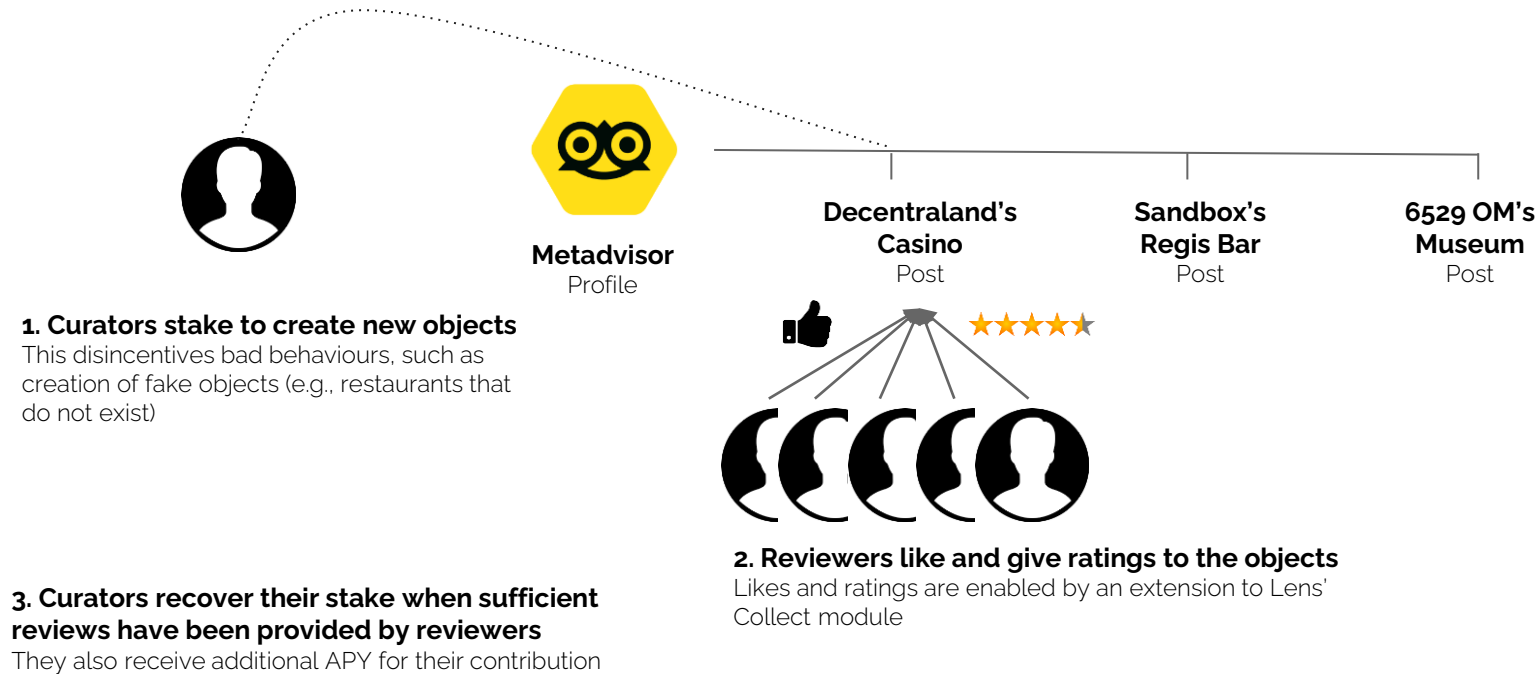 Metadvisor
Profile
Decentraland's
Casino
Post
Sandbox's
Regis Bar
Post
6529 OM's
Museum
Post
1. Curators stake to create new objects
This disincentives bad behaviours, such as
creation of fake objects (e.g., restaurants that
do not exist)
2. Reviewers like and give ratings to the objects
Likes and ratings are enabled by an extension to Lens'
Collect module
3. Curators recover their stake when sufficient
reviews have been provided by reviewers
They also receive additional APY for their contribution